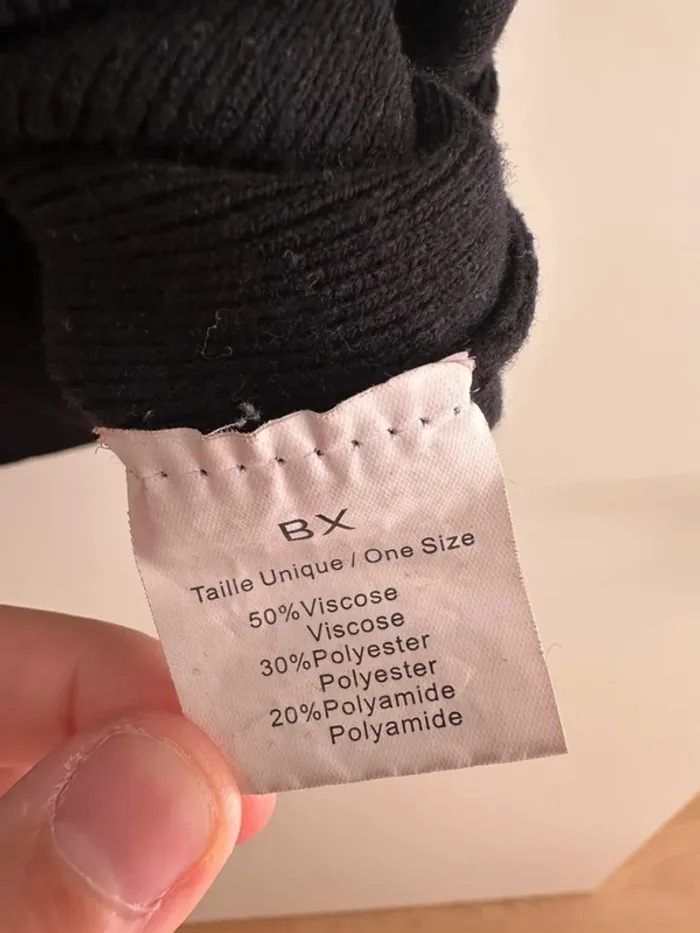 BX
Taille Unique / One Size
50%Viscose
Viscose
30%Polyester
Polyester
20%Polyamide
Polyamide